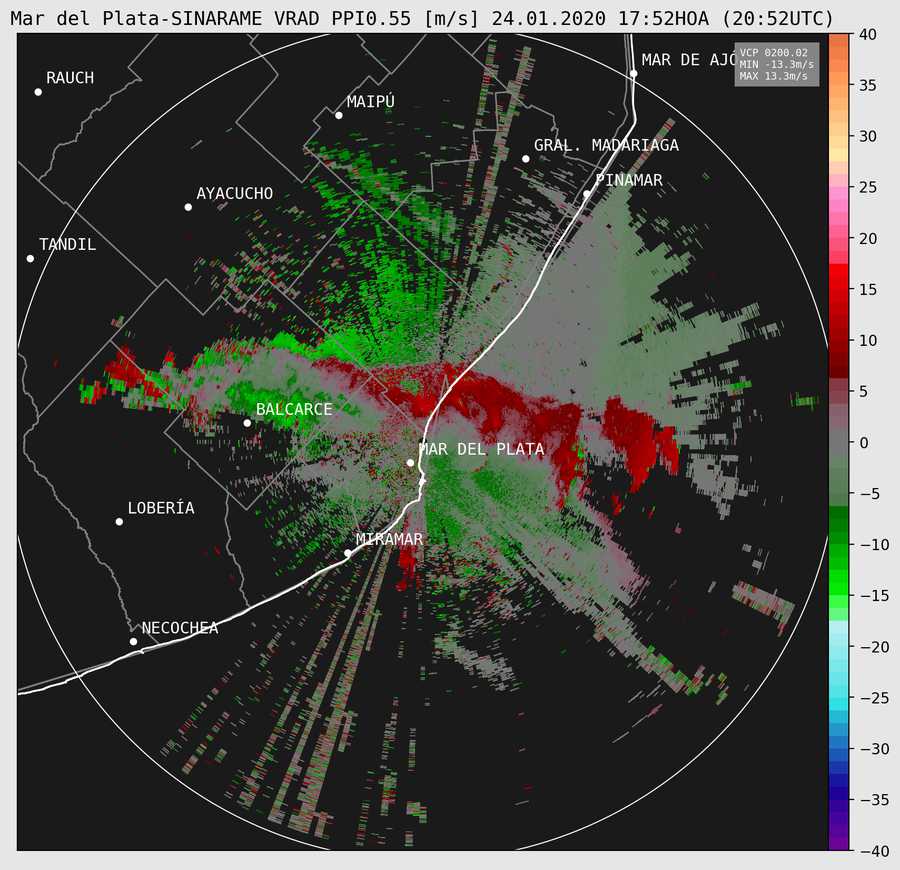 Mar del Plata-SINARAME VRAD PPI0.55 [m/s] 24.01.2020 17:52HOA (20:52UTC)
MAR DE AJÓ
VCP 0200.02
MIN -13.3m/s
MAX 13.3m/s
RAUCH
MAIPÚ
GRAL. MADARIAGA
PINAMAR
AYACUCHO
TANDIL
BALCARCE
MAR DEL PLATA
LOBERÍA
MIRAMAR
NECOCHEA
40
35
30
25
20
15
10
5
0
−5
−10
−15
−20
−25
−30
−35
−40